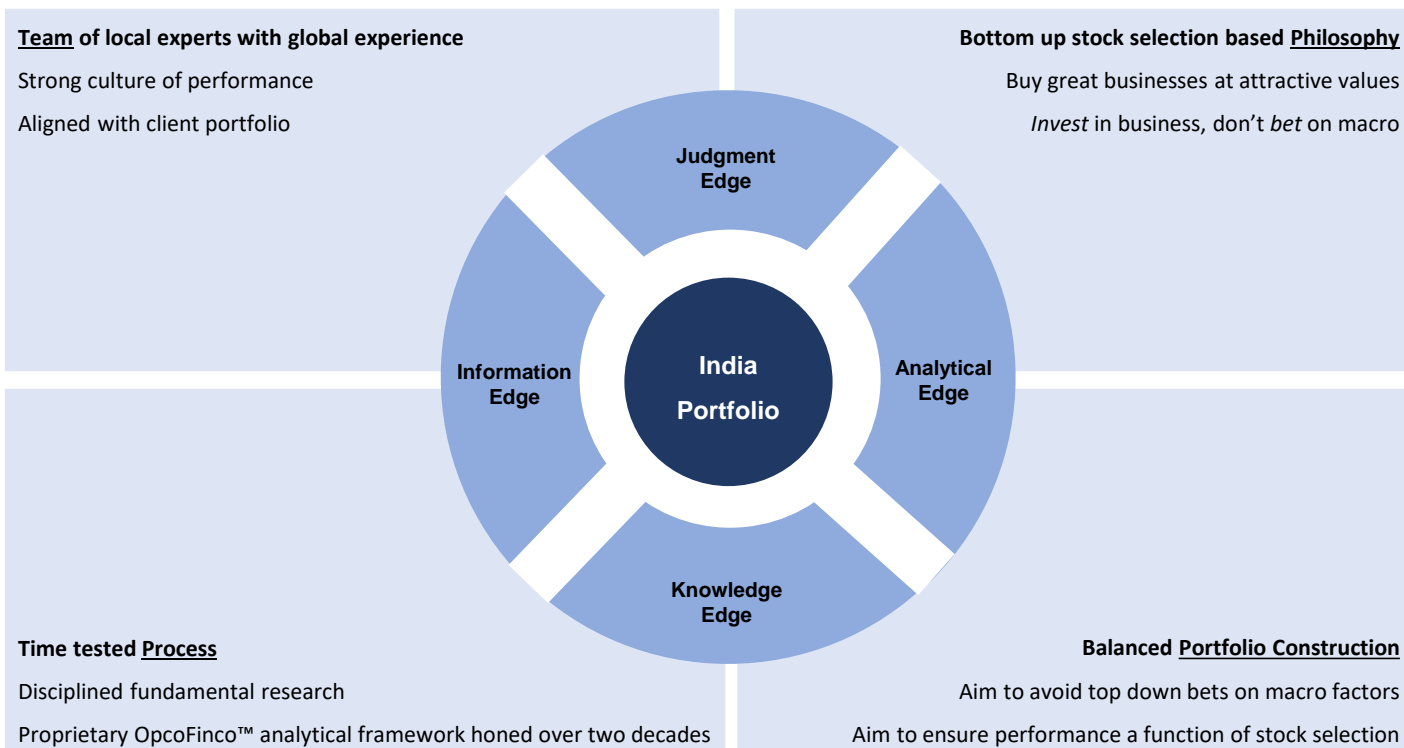 Team of local experts with global experience
Strong culture of performance
Aligned with client portfolio
Bottom up stock selection based Philosophy
Buy great businesses at attractive values
Invest in business, don’t bet on macro
Judgment
Edge
Information
Edge
India
Portfolio
Analytical
Edge
Knowledge
Edge
Time tested Process
Disciplined fundamental research
Proprietary OpcoFinco™ analytical framework honed over two decades
Balanced Portfolio Construction
Aim to avoid top down bets on macro factors
Aim to ensure performance a function of stock selection